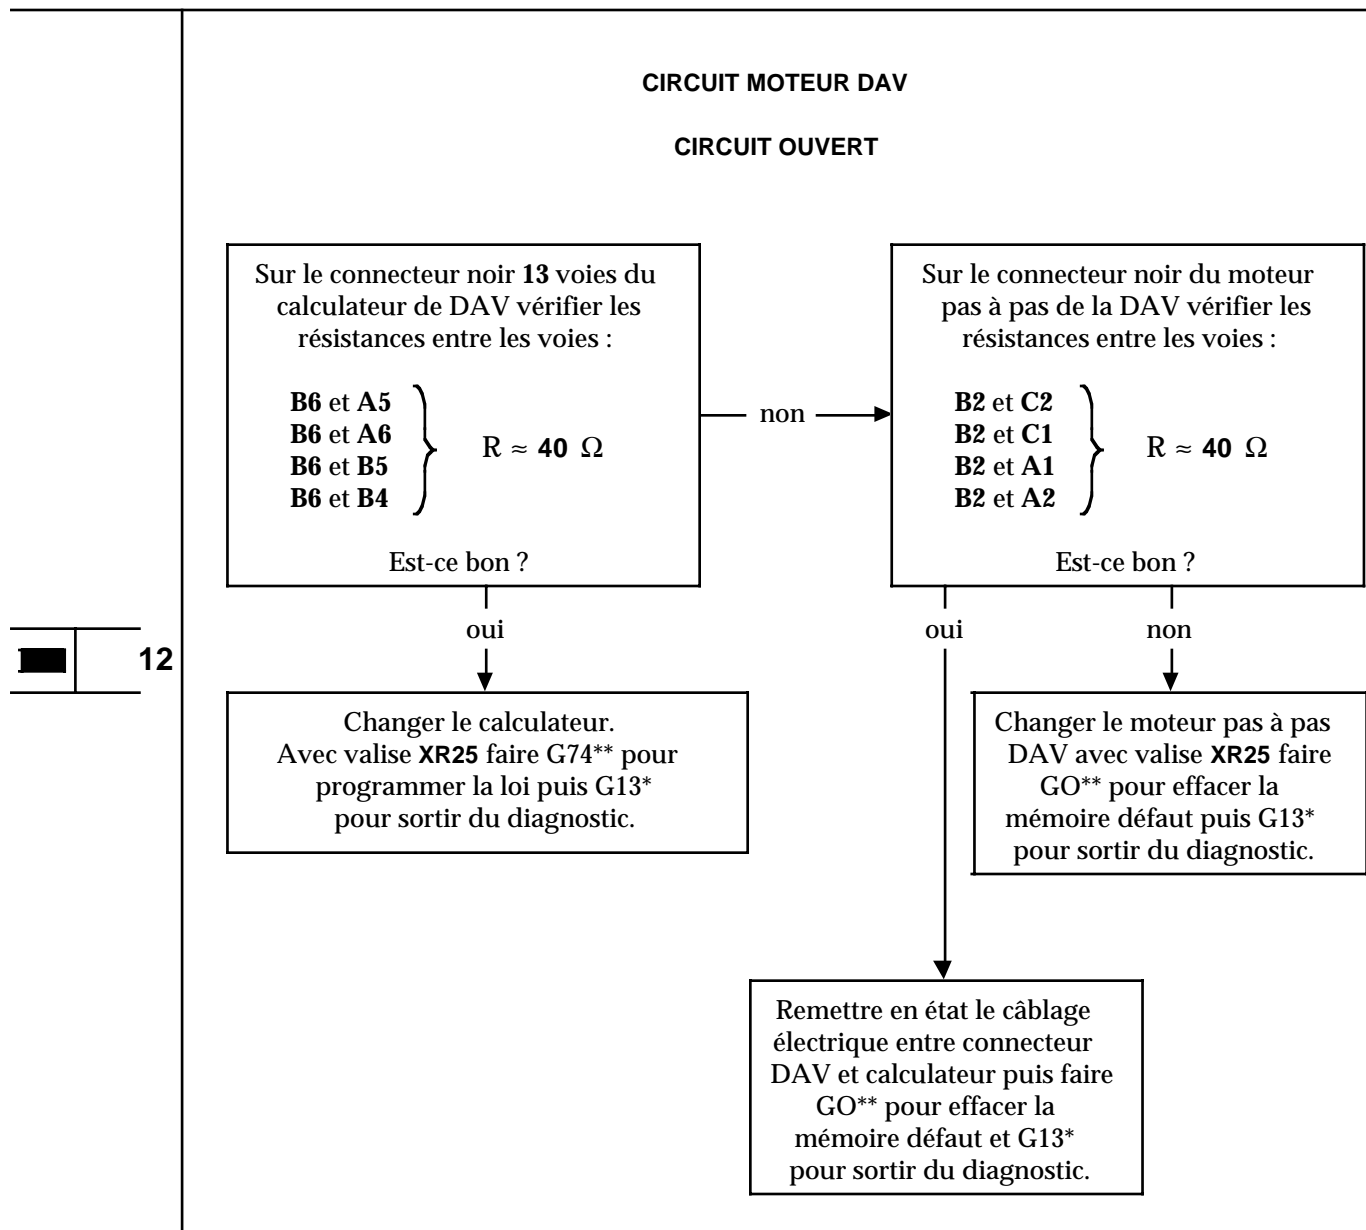 CIRCUIT MOTEUR DAV
CIRCUIT OUVERT
Sur le connecteur noir 13 voies du
calculateur de DAV vérifier les
résistances entre les voies :
B6 et A5
B6 et A6
B6 et B5
B6 et B4
R ≈ 40 Ω
Est-ce bon ?
non
Sur le connecteur noir du moteur
pas à pas de la DAV vérifier les
résistances entre les voies :
B2 et C2
B2 et C1
B2 et A1
B2 et A2
R ≈ 40 Ω
Est-ce bon ?
oui
oui
non
12
Changer le calculateur.
Avec valise XR25 faire G74** pour
programmer la loi puis G13*
pour sortir du diagnostic.
Changer le moteur pas à pas
DAV avec valise XR25 faire
GO** pour effacer la
mémoire défaut puis G13*
pour sortir du diagnostic.
Remettre en état le câblage
électrique entre connecteur
DAV et calculateur puis faire
GO** pour effacer la
mémoire défaut et G13*
pour sortir du diagnostic.